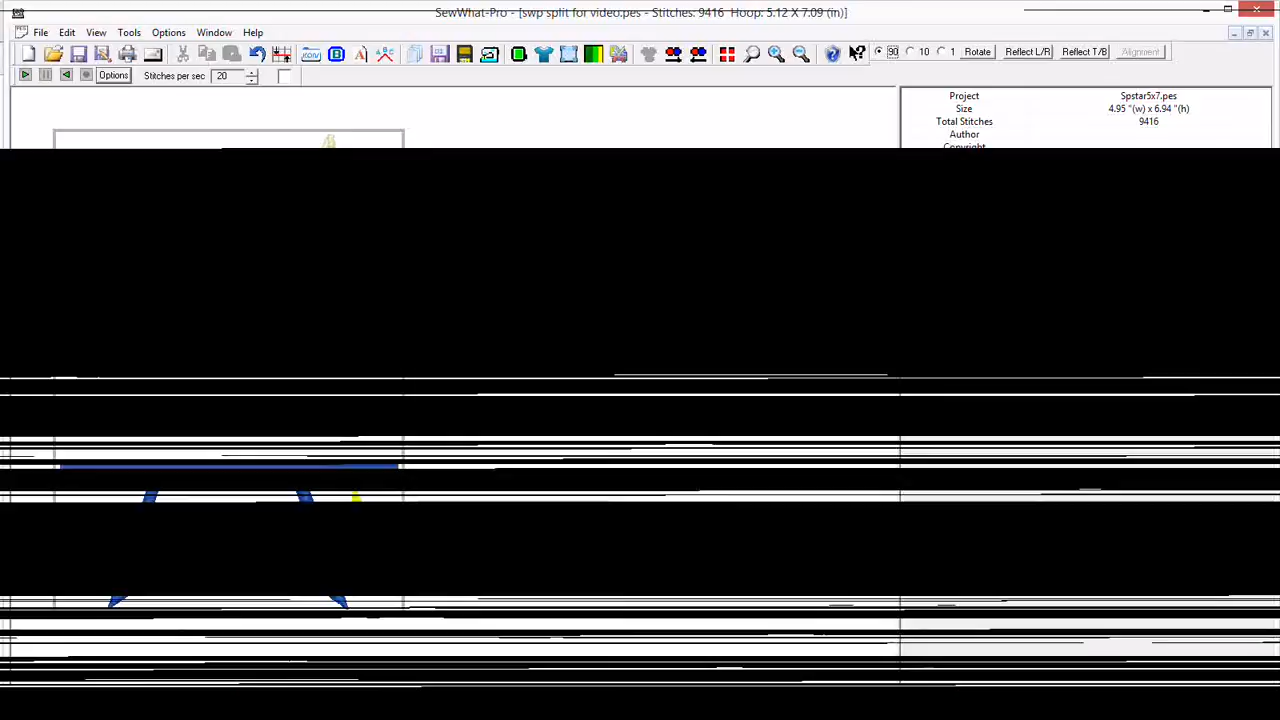 SewWhat-Pro - [swp split for video.pes - Stitches: 9416 Hoop: 5.12 X 7.09 (in)]
File Edit View Tools Options Window Help
90 10 1 Rotate Reflect L/R Reflect T/B Alignment
Options Stitches per sec 20
Project Spstar5x7.pes
Size 4.95 "(w) x 6.94 "(h)
Total Stitches 9416
Author
Copyright